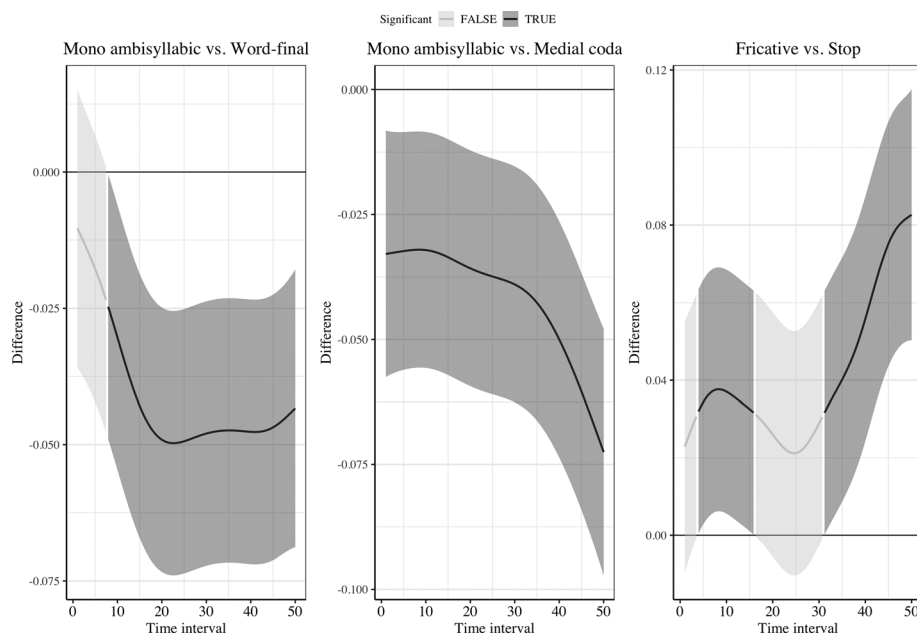 Significant FALSE TRUE
Mono ambisyllabic vs. Word-final
0.000
-0.025
-0.050
-0.075
Difference
0 10 20 30 40 50
Time interval
Mono ambisyllabic vs. Medial coda
0.000
-0.025
-0.050
-0.075
-0.100
Difference
0 10 20 30 40 50
Time interval
Fricative vs. Stop
0.12
0.08
0.04
0.00
Difference
0 10 20 30 40 50
Time interval